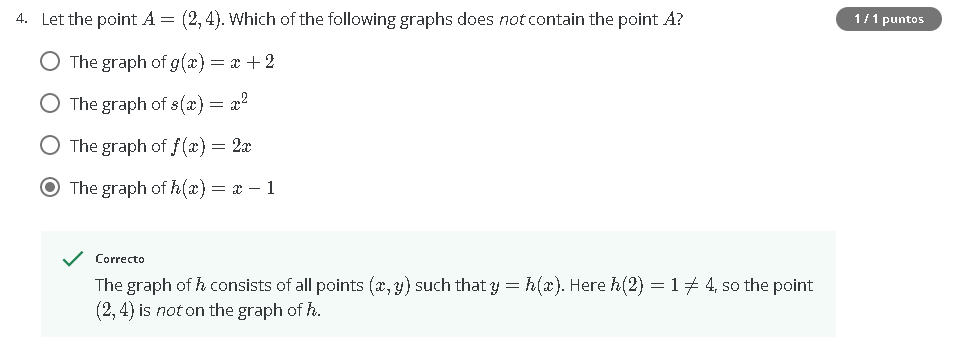 4. Let the point A = (2, 4). Which of the following graphs does not contain the point A?
1 / 1 puntos
The graph of g(x) = x + 2
The graph of s(x) = x²
The graph of f(x) = 2x
The graph of h(x) = x − 1
Correcto
The graph of h consists of all points (x, y) such that y = h(x). Here h(2) = 1 ≠ 4, so the point
(2, 4) is not on the graph of h.